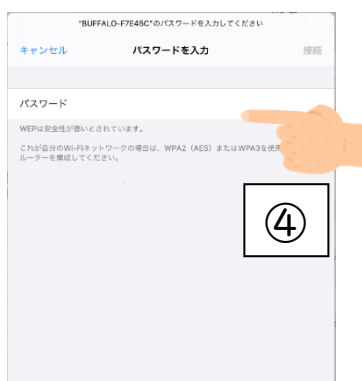 "BUFFALO-F7E45C"のパスワードを入力してください
キャンセル
パスワードを入力
接続
パスワード
WEPは安全性が低いとされています。
これが自分のWi-Fiネットワークの場合は、WPA2（AES）またはWPA3を使用
ルーターを構成してください。
④